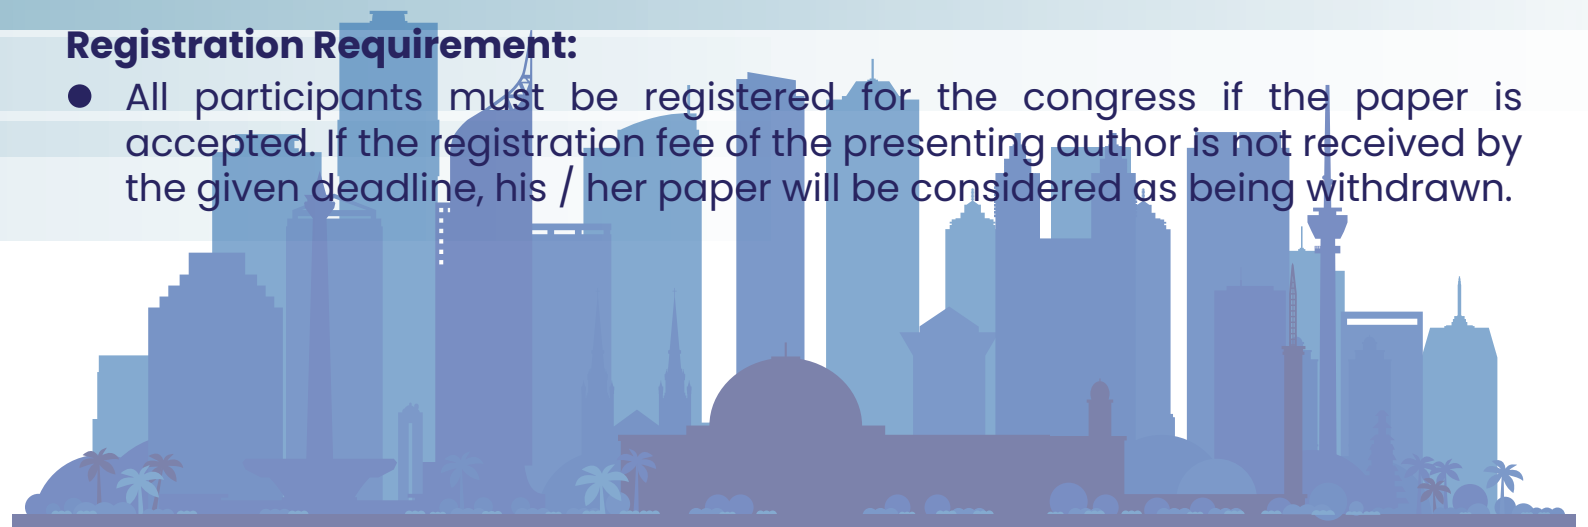 Registration Requirement:
● All participants must be registered for the congress if the paper is
accepted. If the registration fee of the presenting author is not received by
the given deadline, his / her paper will be considered as being withdrawn.